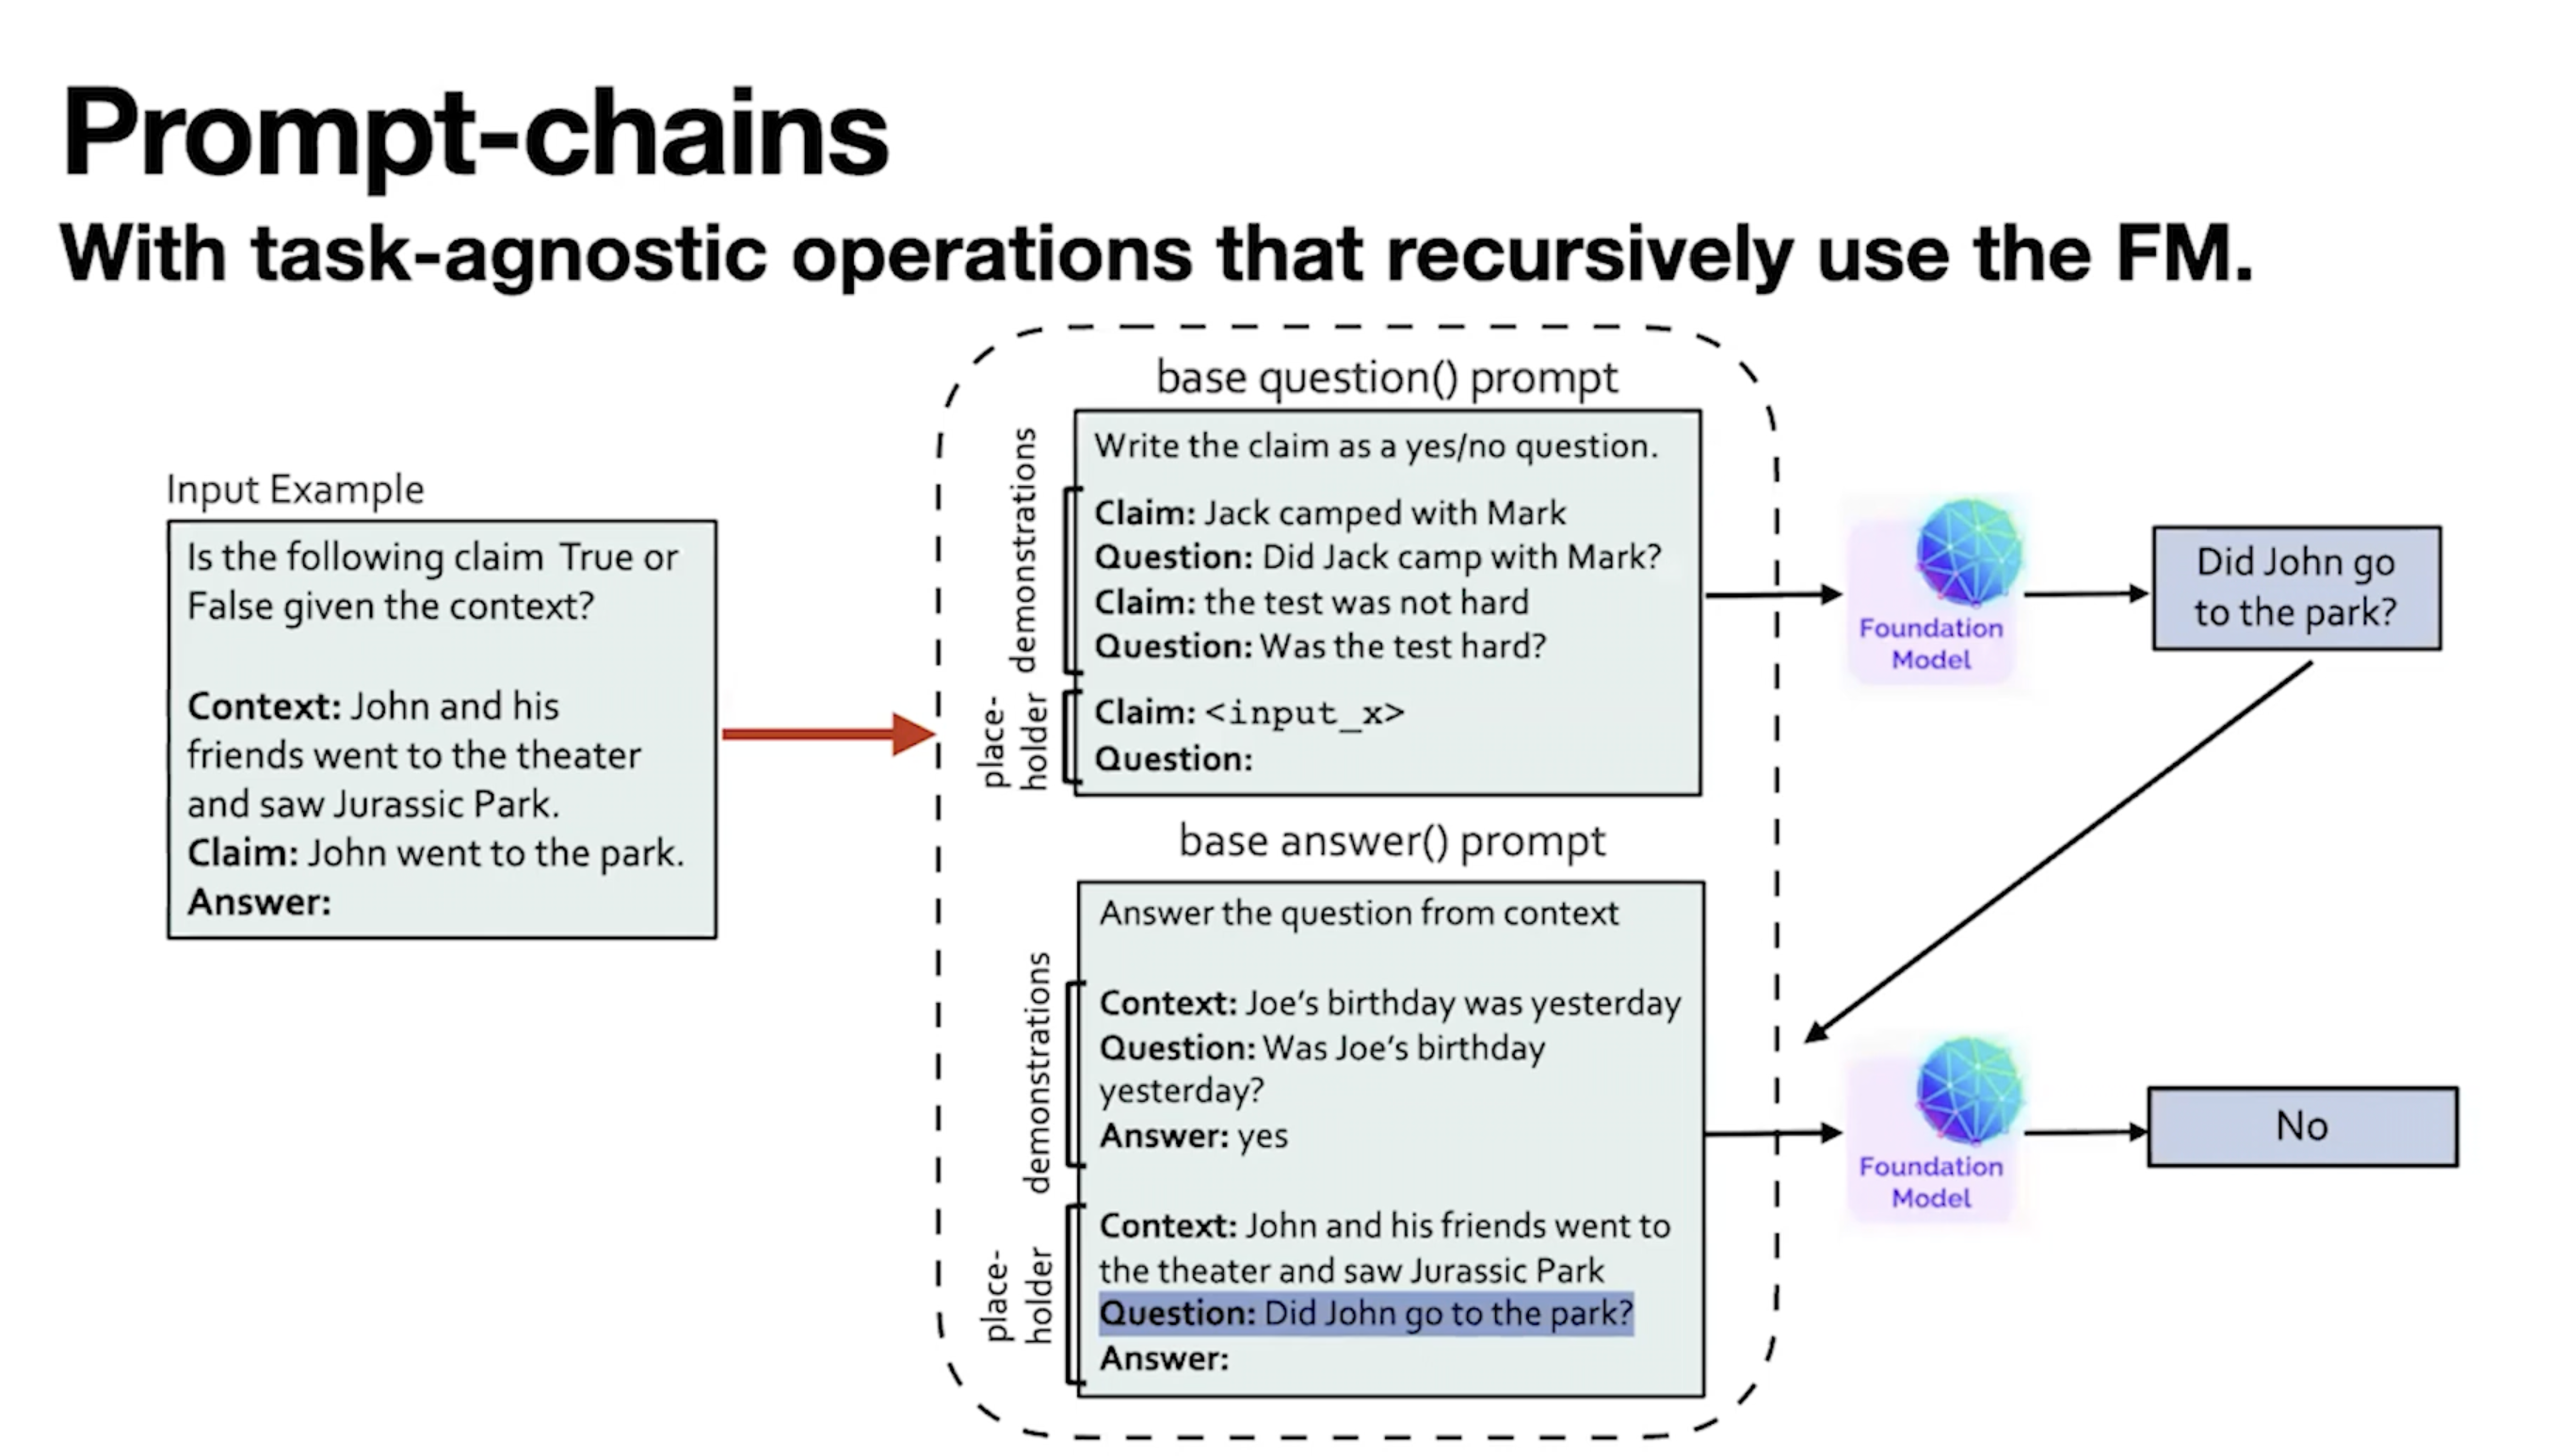 Prompt-chains
With task-agnostic operations that recursively use the FM.
Input Example
Is the following claim True or
False given the context?
Context: John and his
friends went to the theater
and saw Jurassic Park.
Claim: John went to the park.
Answer:
base question() prompt
demonstrations
place-
holder
Write the claim as a yes/no question.
Claim: Jack camped with Mark
Question: Did Jack camp with Mark?
Claim: the test was not hard
Question: Was the test hard?
Claim: <input_x>
Question:
Foundation
Model
Did John go
to the park?
base answer() prompt
demonstrations
place-
holder
Answer the question from context
Context: Joe's birthday was yesterday
Question: Was Joe's birthday
yesterday?
Answer: yes
Context: John and his friends went to
the theater and saw Jurassic Park
Question: Did John go to the park?
Answer:
Foundation
Model
No